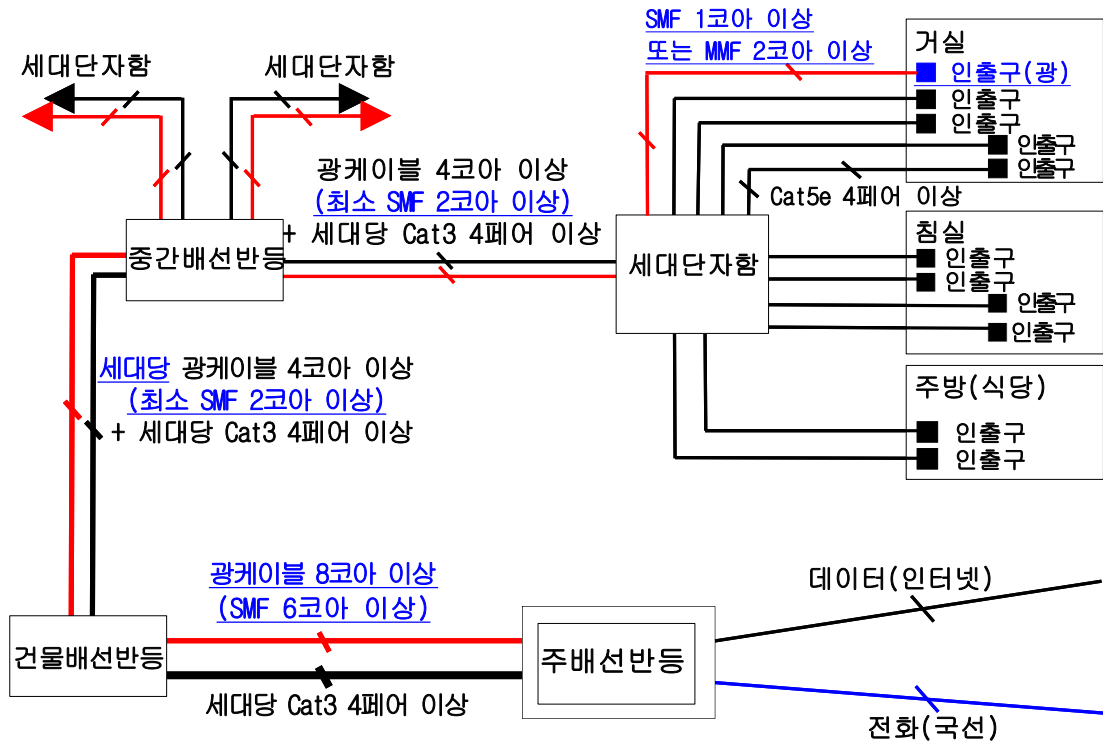 SMF 1코아 이상
또는 MMF 2코아 이상
거실
인출구(광)
인출구
인출구
인출구
인출구
세대단자함
세대단자함
광케이블 4코아 이상
(최소 SMF 2코아 이상)
+ 세대당 Cat3 4페어 이상
Cat5e 4페어 이상
중간배선반등
세대단자함
침실
인출구
인출구
인출구
인출구
세대당 광케이블 4코아 이상
(최소 SMF 2코아 이상)
+ 세대당 Cat3 4페어 이상
주방(식당)
인출구
인출구
광케이블 8코아 이상
(SMF 6코아 이상)
데이터(인터넷)
건물배선반등
주배선반등
세대당 Cat3 4페어 이상
전화(국선)